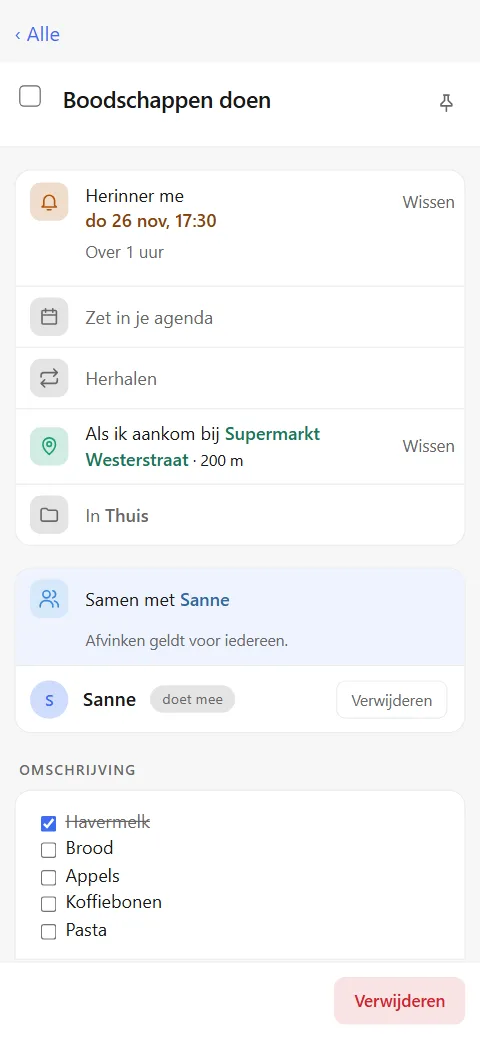 ‹ Alle
Boodschappen doen
Herinner me
Wissen
do 26 nov, 17:30
Over 1 uur
Zet in je agenda
Herhalen
Als ik aankom bij Supermarkt
Westerstraat · 200 m
Wissen
In Thuis
Samen met Sanne
Afvinken geldt voor iedereen.
S Sanne doet mee Verwijderen
OMSCHRIJVING
Havermelk
Brood
Appels
Koffiebonen
Pasta
Verwijderen